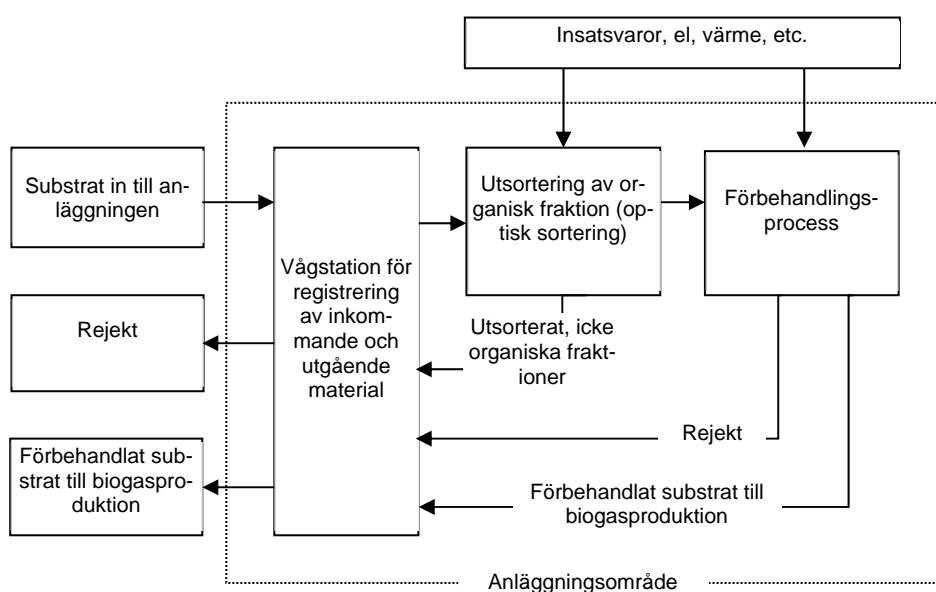 Insatsvaror, el, värme, etc.
Substrat in till an-
läggningen
Utsortering av or-
ganisk fraktion (op-
tisk sortering)
Förbehandlings-
process
Vågstation för
registrering
av inkom-
mande och
utgående
material
Rejekt
Utsorterat, icke
organiska frakt-
ioner
Rejekt
Förbehandlat sub-
strat till biogaspro-
duktion
Förbehandlat substrat till
biogasproduktion
Anläggningsområde